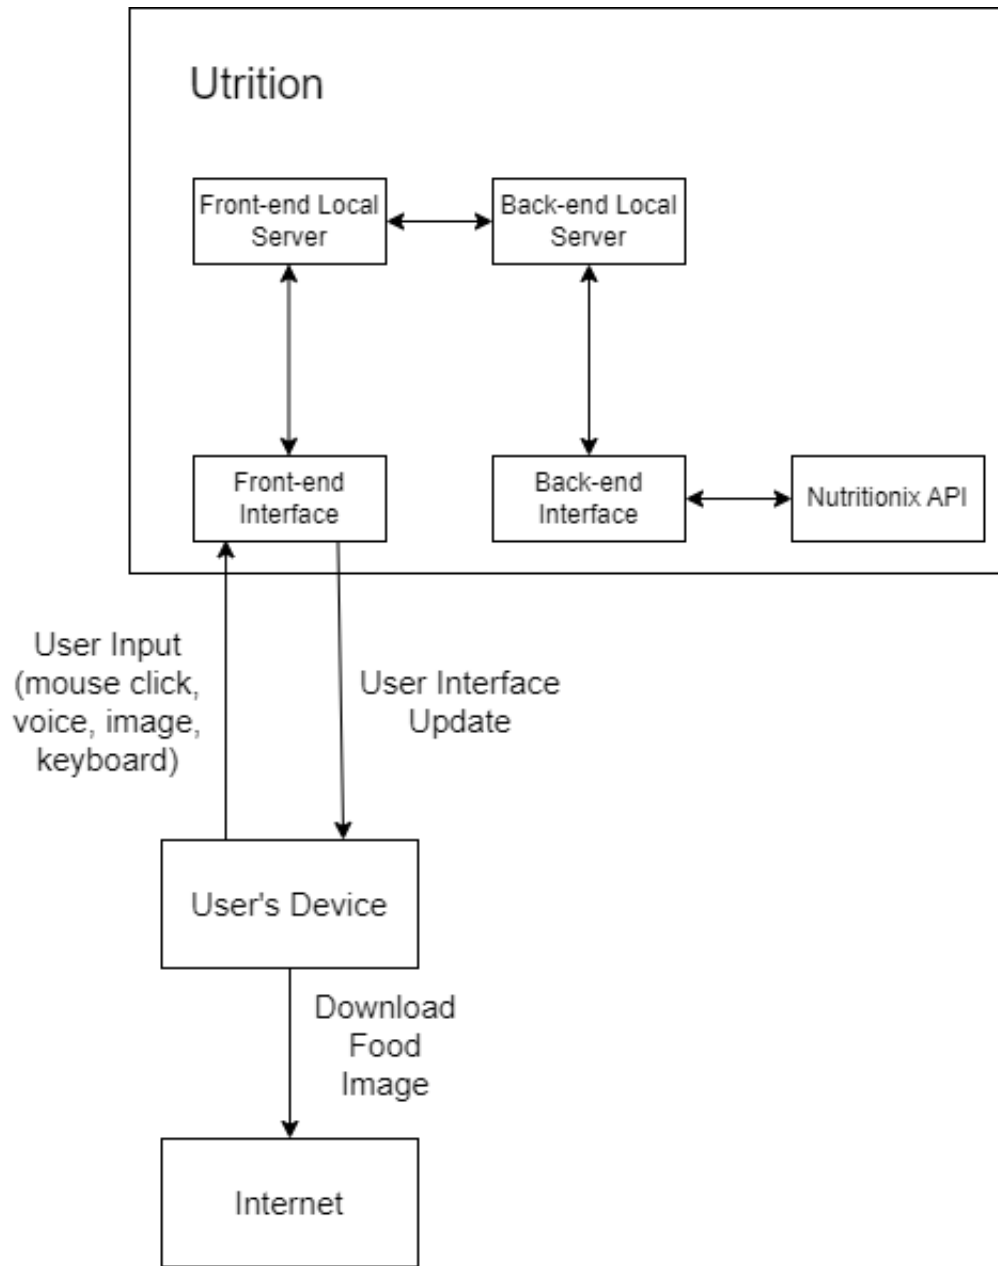 Utrition
Front-end Local
Server
Back-end Local
Server
Front-end
Interface
Back-end
Interface
Nutritionix API
User Input
(mouse click,
voice, image,
keyboard)
User Interface
Update
User's Device
Download
Food
Image
Internet